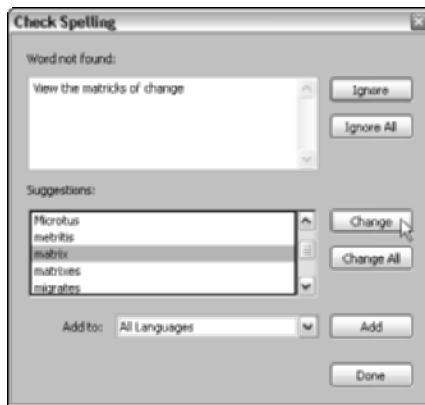 Check Spelling
Word not found:
View the matricks of change
Ignore
Ignore All
Suggestions:
Microtus
metritis
matrix
matrixes
migrates
Change
Change All
Add to: All Languages
Add
Done